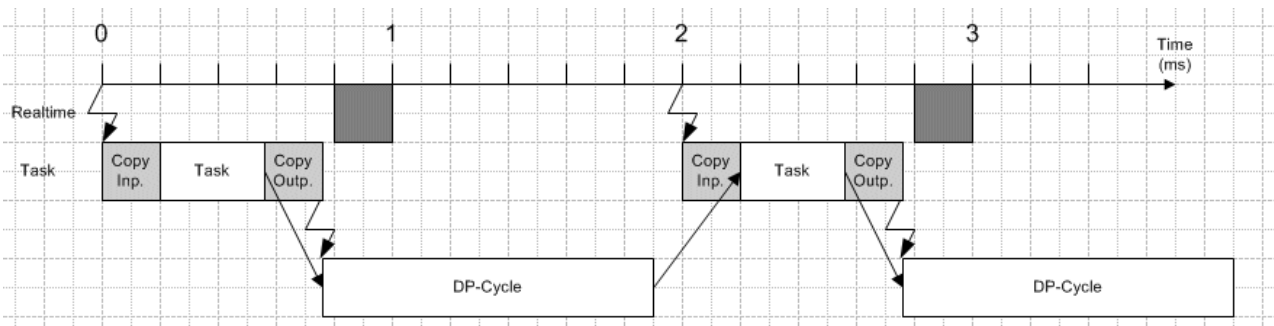 0 1 2 3
Time
(ms)
Realtime
Task
Copy
Inp.
Task
Copy
Outp.
Copy
Inp.
Task
Copy
Outp.
DP-Cycle
DP-Cycle